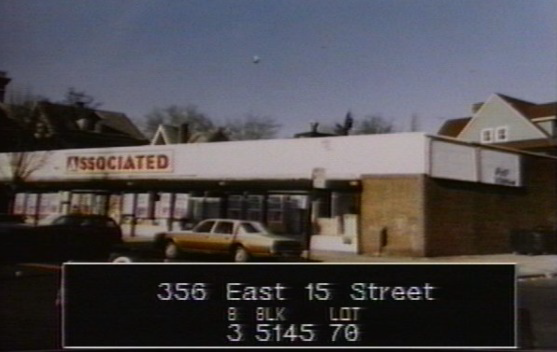 ASSOCIATED
356 East 15 Street
B BLK LOT
3 5145 70